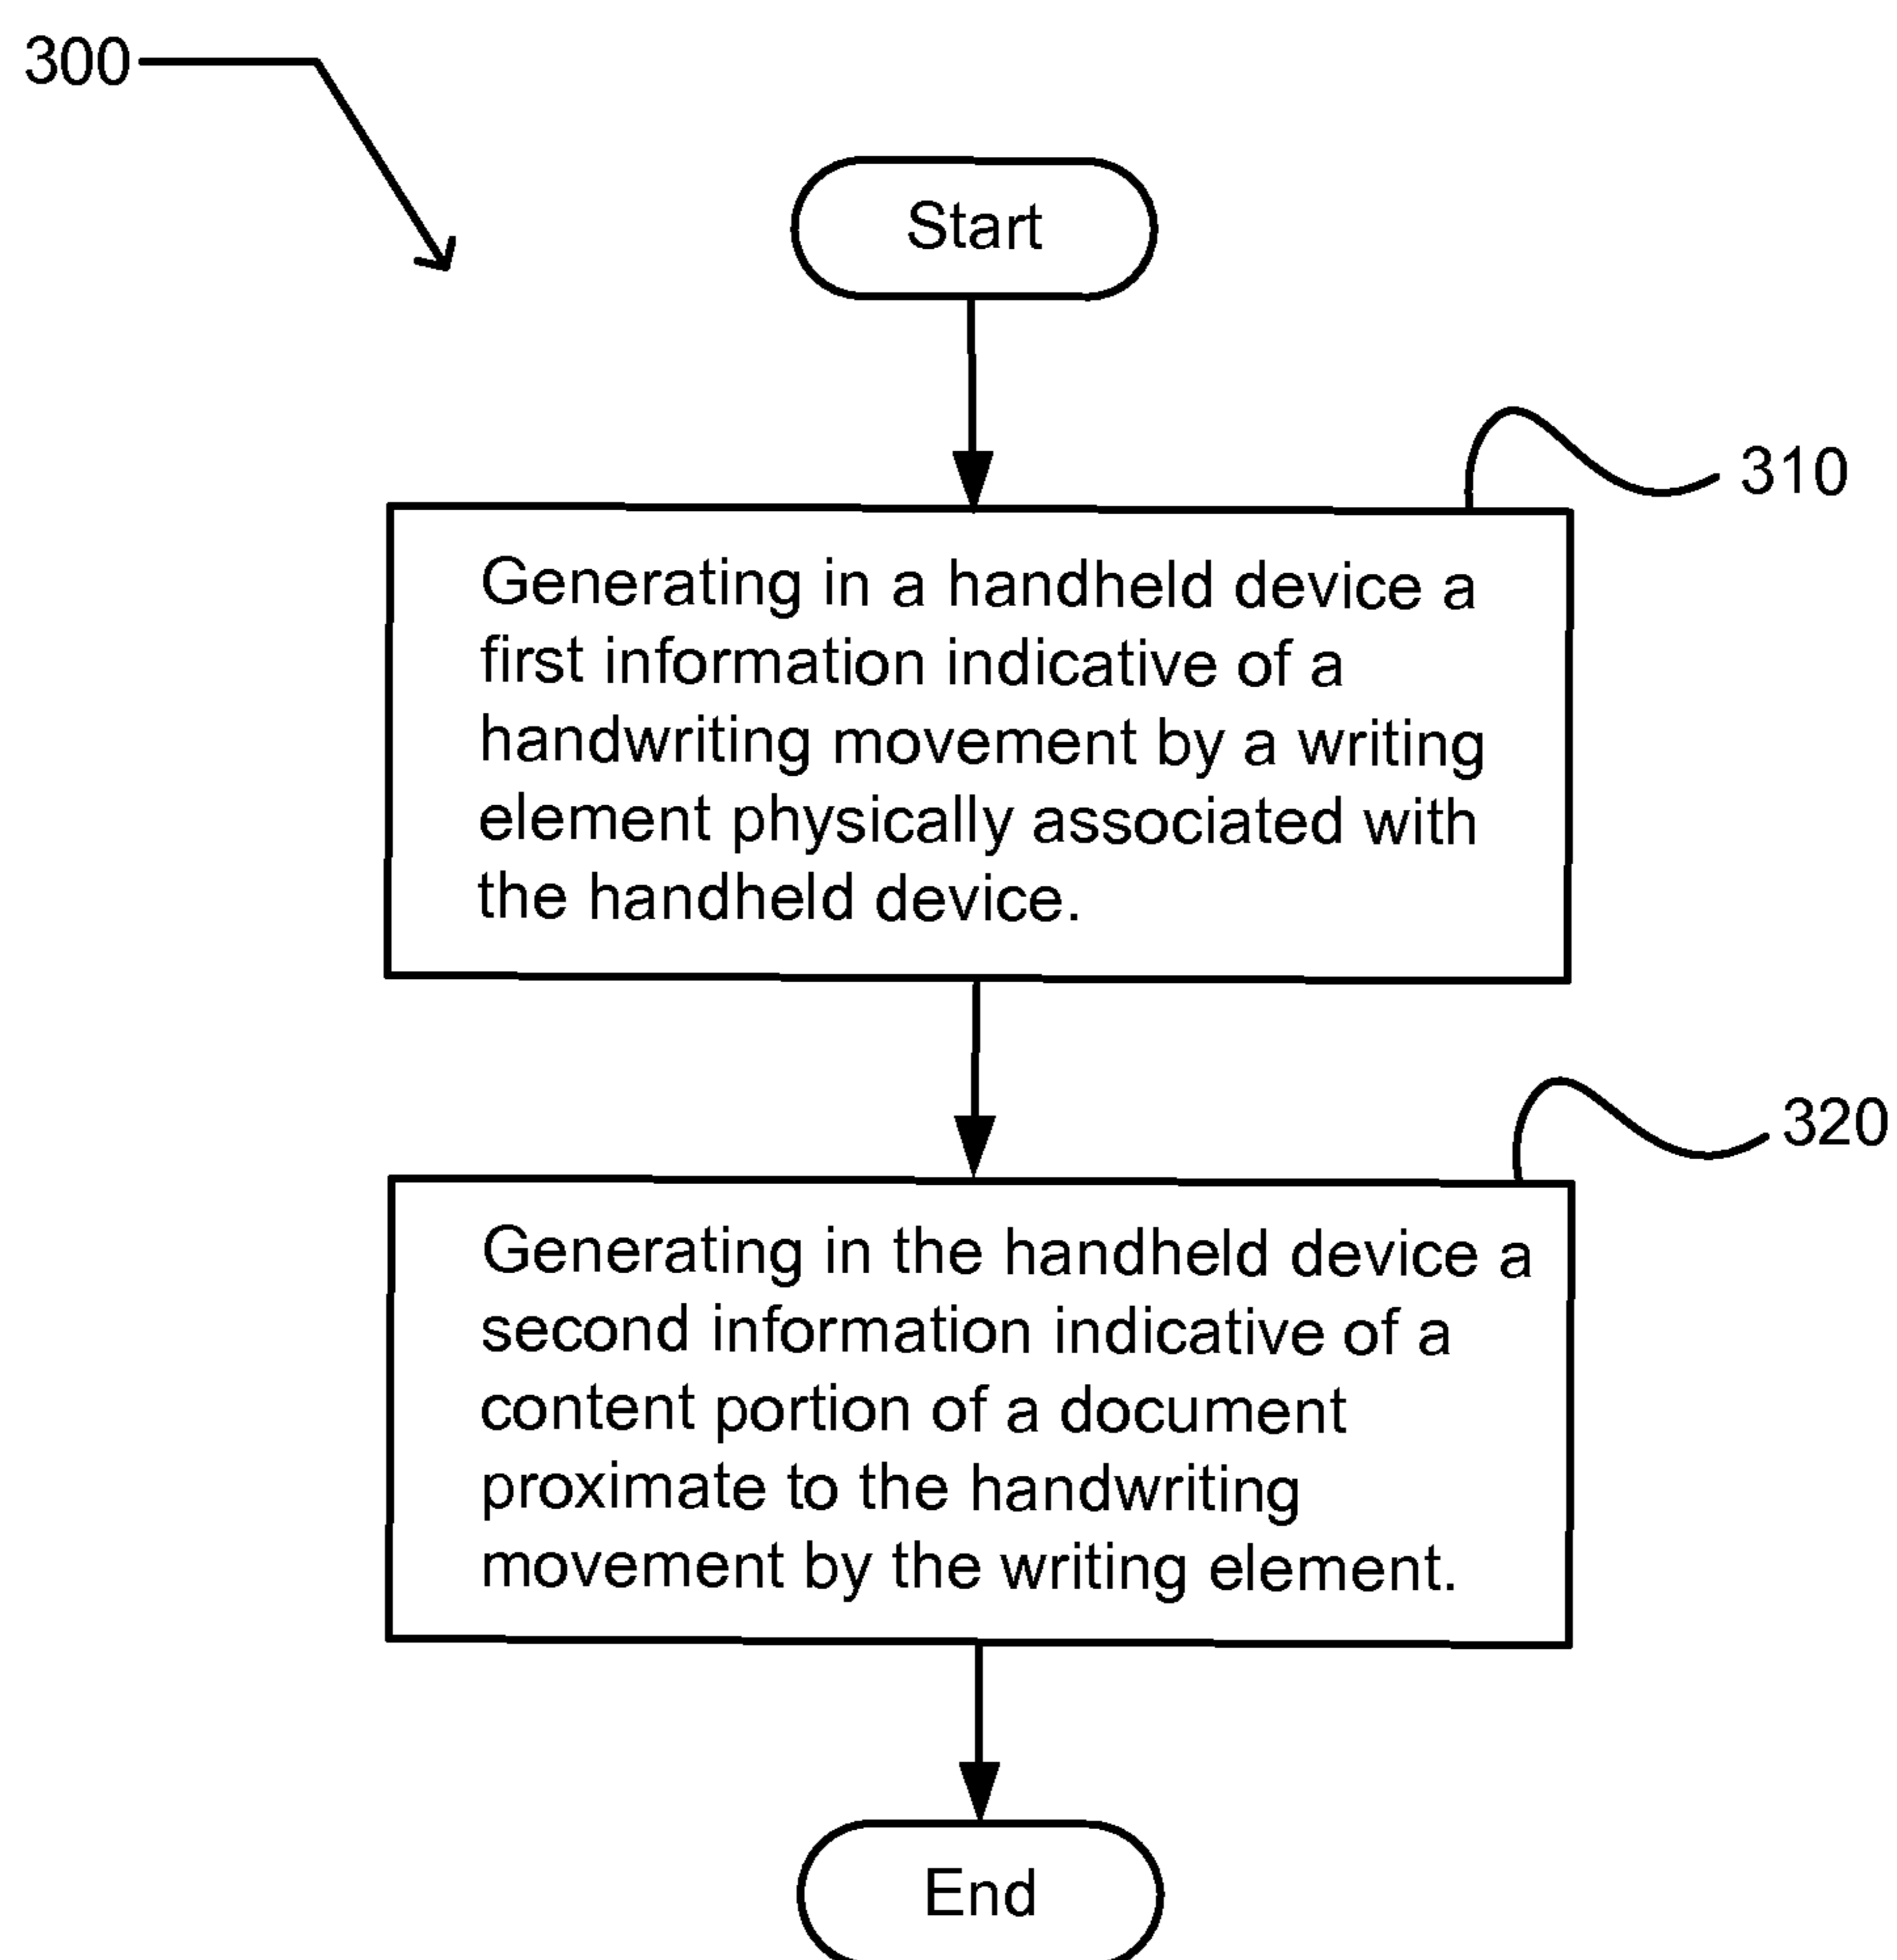 300
Start
310
Generating in a handheld device a
first information indicative of a
handwriting movement by a writing
element physically associated with
the handheld device.
320
Generating in the handheld device a
second information indicative of a
content portion of a document
proximate to the handwriting
movement by the writing element.
End